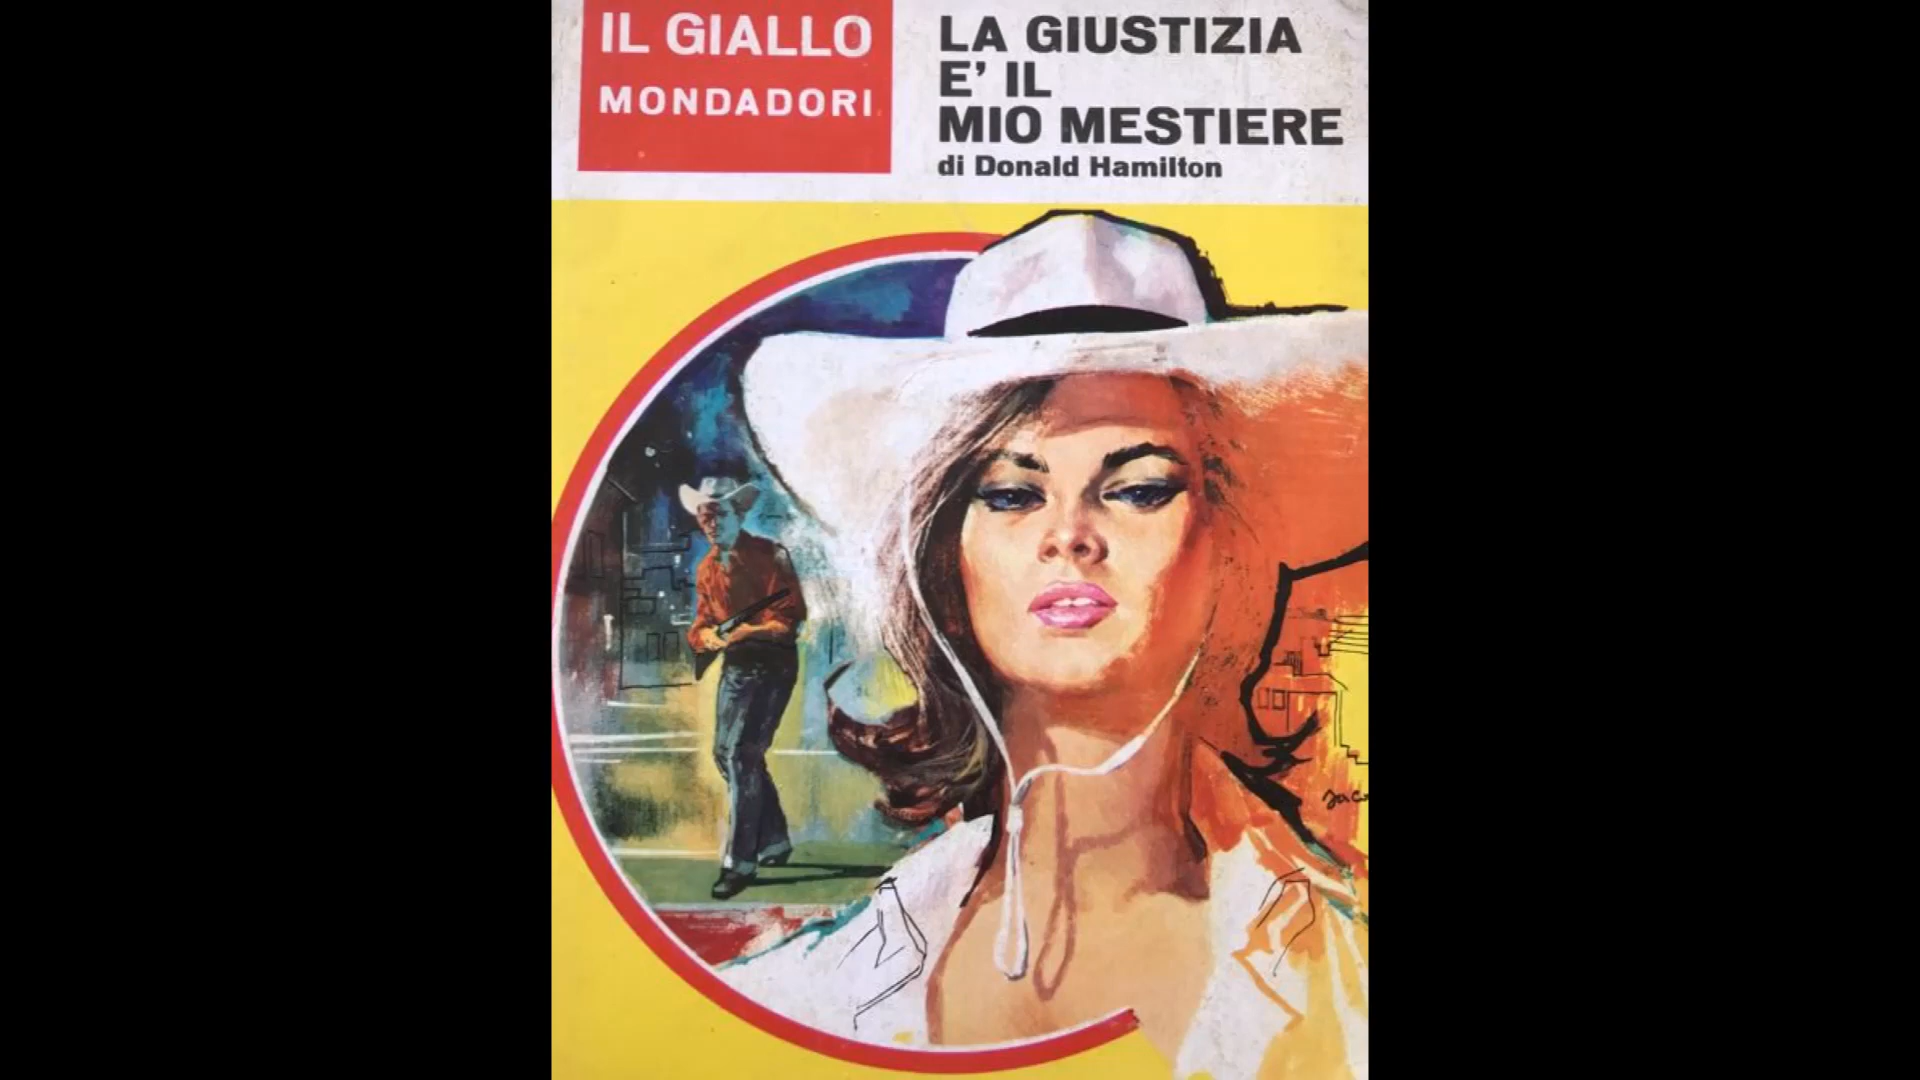 IL GIALLO
MONDADORI
LA GIUSTIZIA
E' IL
MIO MESTIERE
di Donald Hamilton